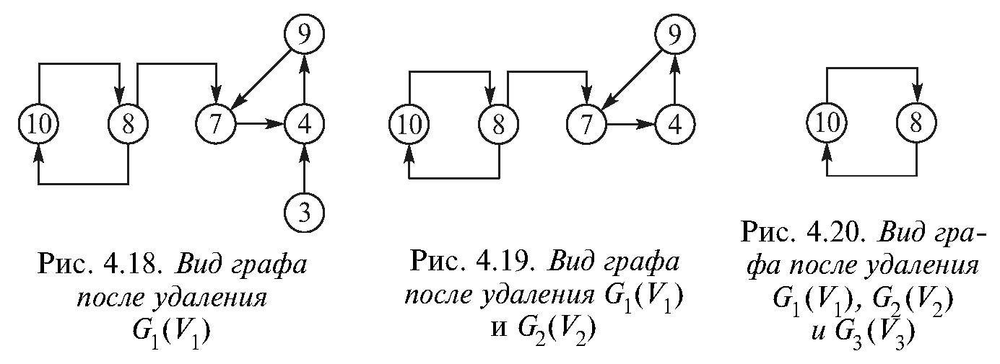 9
10
8
7
4
3
Рис. 4.18. Вид графа
после удаления
G1(V1)
9
10
8
7
4
Рис. 4.19. Вид графа
после удаления G1(V1)
и G2(V2)
10
8
Рис. 4.20. Вид гра-
фа после удаления
G1(V1), G2(V2)
и G3(V3)